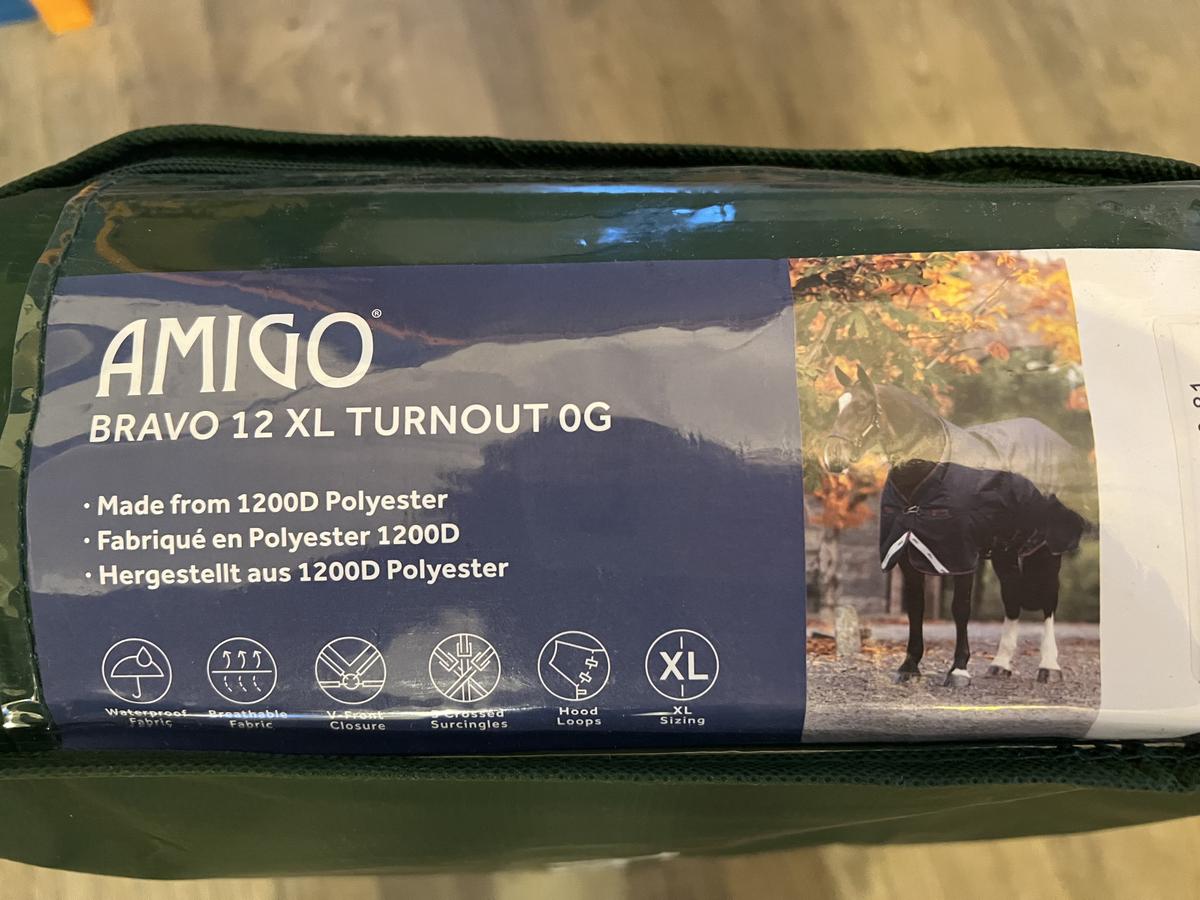 AMIGO®
BRAVO 12 XL TURNOUT 0G
· Made from 1200D Polyester
· Fabriqué en Polyester 1200D
· Hergestellt aus 1200D Polyester
Waterproof
Fabric
Breathable
Fabric
V-Front
Closure
Crossed
Surcingles
Hood
Loops
XL
XL
Sizing